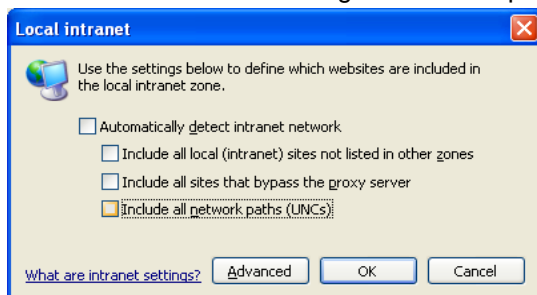 Local intranet
Use the settings below to define which websites are included in
the local intranet zone.
Automatically detect intranet network
Include all local (intranet) sites not listed in other zones
Include all sites that bypass the proxy server
Include all network paths (UNCs)
What are intranet settings? Advanced OK Cancel